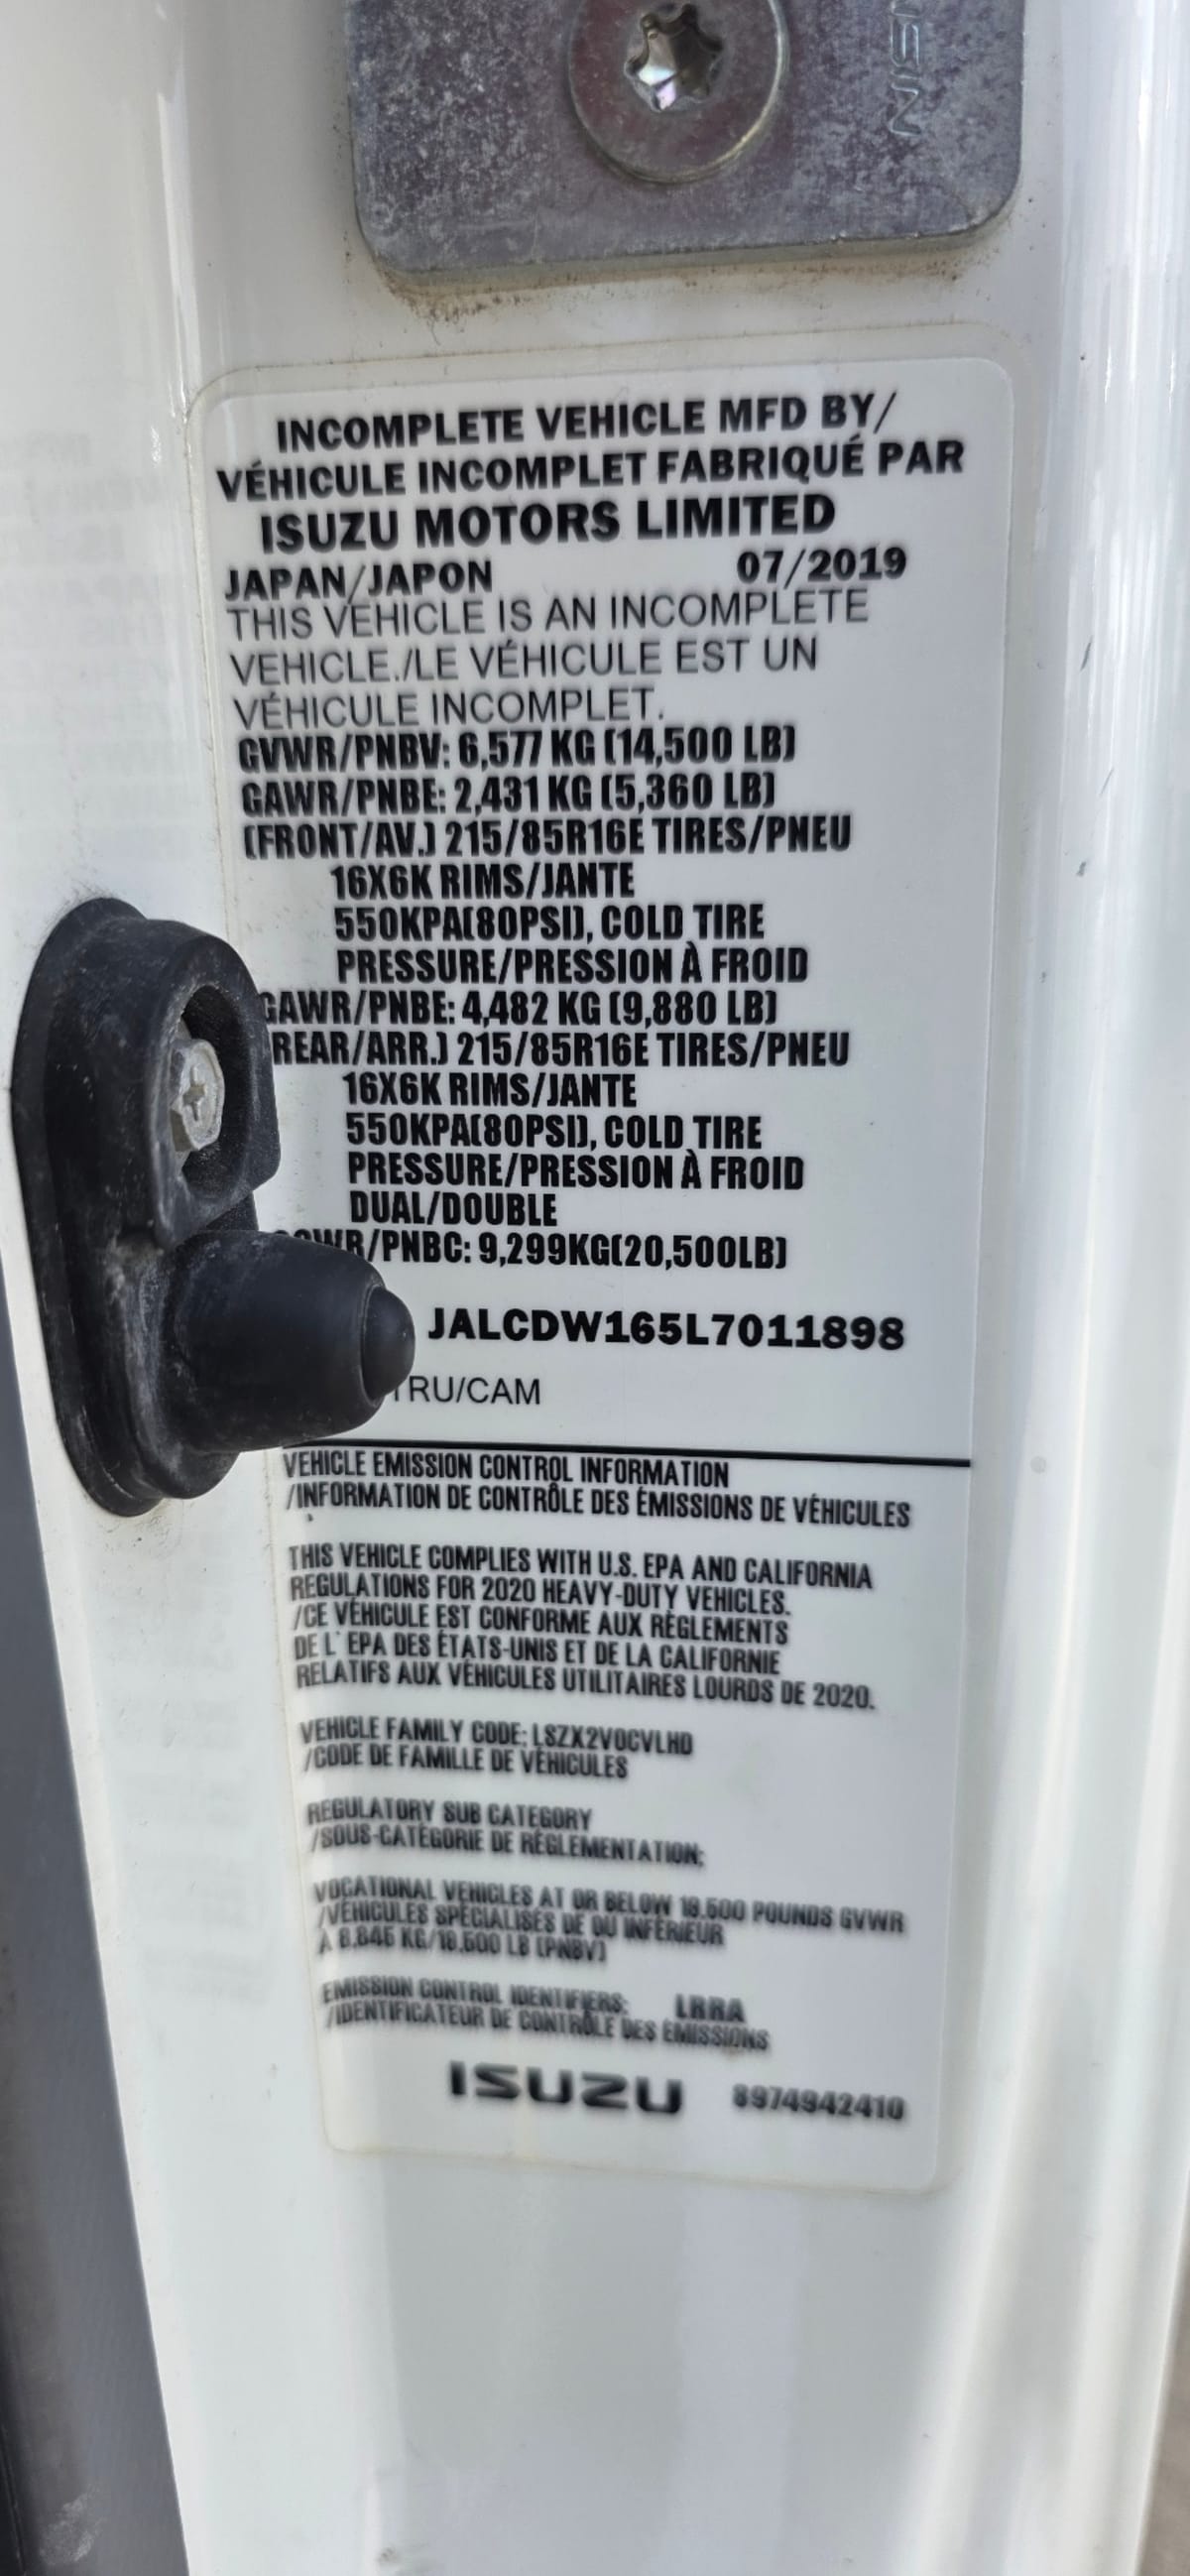 INCOMPLETE VEHICLE MFD BY/
VÉHICULE INCOMPLET FABRIQUÉ PAR
ISUZU MOTORS LIMITED
JAPAN/JAPON 07/2019
THIS VEHICLE IS AN INCOMPLETE
VEHICLE./LE VÉHICULE EST UN
VÉHICULE INCOMPLET.
GVWR/PNBV: 6,577 KG (14,500 LB)
GAWR/PNBE: 2,431 KG (5,360 LB)
(FRONT/AV.) 215/85R16E TIRES/PNEU
16X6K RIMS/JANTE
550KPA(80PSI), COLD TIRE
PRESSURE/PRESSION À FROID
GAWR/PNBE: 4,482 KG (9,880 LB)
REAR/ARR.) 215/85R16E TIRES/PNEU
16X6K RIMS/JANTE
550KPA(80PSI), COLD TIRE
PRESSURE/PRESSION À FROID
DUAL/DOUBLE
/PNBC: 9,299KG(20,500LB)
JALCDW165L7011898
TRU/CAM
VEHICLE EMISSION CONTROL INFORMATION
/INFORMATION DE CONTRÔLE DES ÉMISSIONS DE VÉHICULES
THIS VEHICLE COMPLIES WITH U.S. EPA AND CALIFORNIA
REGULATIONS FOR 2020 HEAVY-DUTY VEHICLES.
/CE VÉHICULE EST CONFORME AUX RÈGLEMENTS
DE L' EPA DES ÉTATS-UNIS ET DE LA CALIFORNIE
RELATIFS AUX VÉHICULES UTILITAIRES LOURDS DE 2020.
VEHICLE FAMILY CODE: LSZX2VOCVLHD
/CODE DE FAMILLE DE VÉHICULES
REGULATORY SUB CATEGORY
/SOUS-CATÉGORIE DE RÉGLEMENTATION;
VOCATIONAL VEHICLES AT OR BELOW 19,500 POUNDS GVWR
/VÉHICULES SPÉCIALISÉS DE OU INFÉRIEUR
À 8,845 KG/19,500 LB (PNBV)
EMISSION CONTROL IDENTIFIERS: LRRA
/IDENTIFICATEUR DE CONTRÔLE DES ÉMISSIONS
ISUZU 8974942410